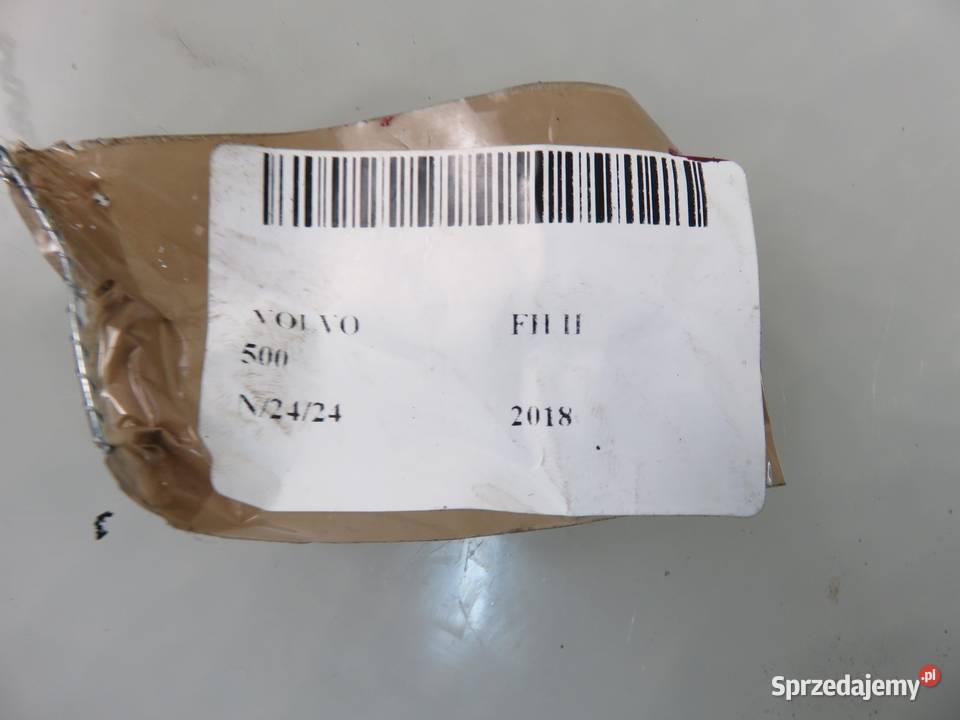 VOLVO FH II
500
N/24/24 2018
Sprzedajemy.pl